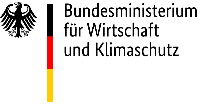 Bundesministerium
für Wirtschaft
und Klimaschutz